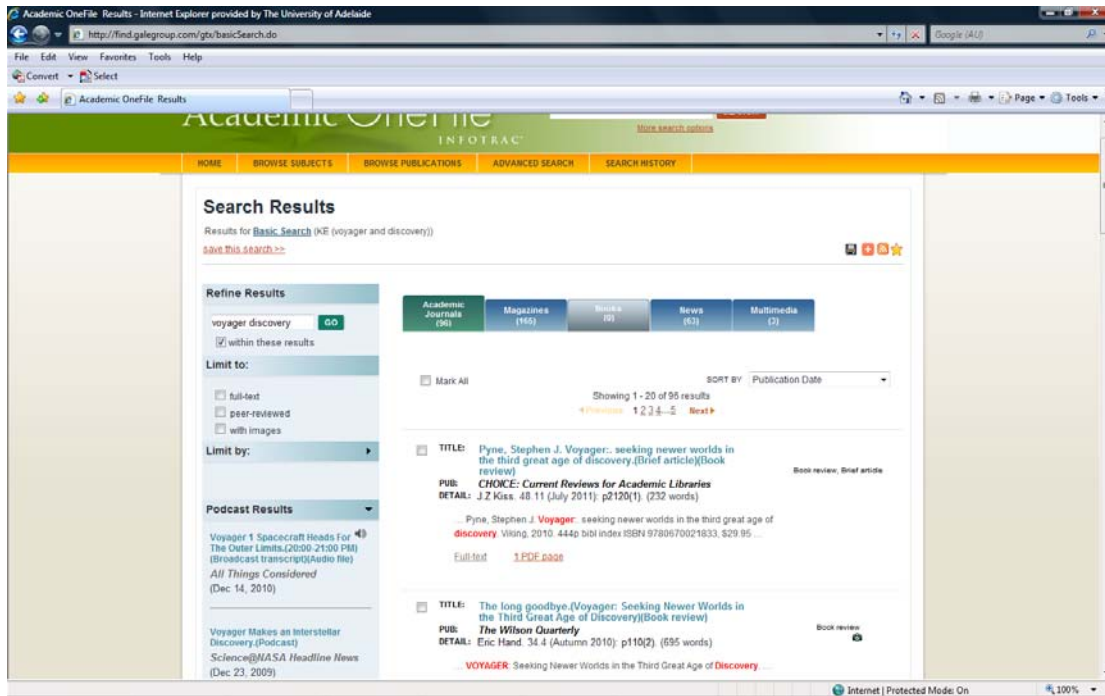 Academic OneFile Results - Internet Explorer provided by The University of Adelaide
http://find.galegroup.com/gtx/basicSearch.do
Google (AU)
File Edit View Favorites Tools Help
Convert Select
Academic OneFile Results
Page Tools
Academic OneFile
INFOTRAC
More search options
HOME BROWSE SUBJECTS BROWSE PUBLICATIONS ADVANCED SEARCH SEARCH HISTORY
Search Results
Results for Basic Search (KE (voyager and discovery))
save this search >>
Refine Results
voyager discovery GO
within these results
Limit to:
full-text
peer-reviewed
with images
Limit by:
Podcast Results
Voyager 1 Spacecraft Heads For
The Outer Limits.(20:00-21:00 PM)
(Broadcast transcript)(Audio file)
All Things Considered
(Dec 14, 2010)
Voyager Makes an Interstellar
Discovery.(Podcast)
Science@NASA Headline News
(Dec 23, 2009)
Academic
Journals
(96)
Magazines
(165)
Books
(0)
News
(63)
Multimedia
(3)
Mark All
SORT BY Publication Date
Showing 1 - 20 of 96 results
Previous 1 2 3 4 ... 5 Next
TITLE: Pyne, Stephen J. Voyager:. seeking newer worlds in
the third great age of discovery.(Brief article)(Book
review)
Book review, Brief article
PUB: CHOICE: Current Reviews for Academic Libraries
DETAIL: J.Z Kiss. 48.11 (July 2011): p2120(1). (232 words)
... Pyne, Stephen J. Voyager:. seeking newer worlds in the third great age of
discovery. Viking, 2010. 444p bibl index ISBN 9780670021833, $29.95 ...
Full-text 1 PDF page
TITLE: The long goodbye.(Voyager: Seeking Newer Worlds in
the Third Great Age of Discovery)(Book review)
Book review
PUB: The Wilson Quarterly
DETAIL: Eric Hand. 34.4 (Autumn 2010): p110(2). (695 words)
... VOYAGER: Seeking Newer Worlds in the Third Great Age of Discovery. ...
Internet | Protected Mode: On 100%